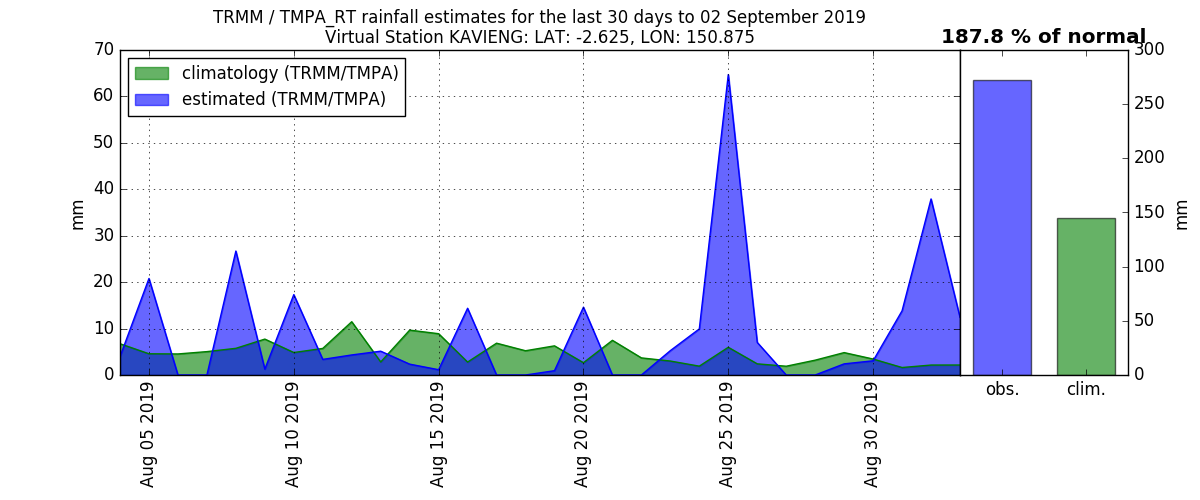 TRMM / TMPA_RT rainfall estimates for the last 30 days to 02 September 2019
Virtual Station KAVIENG: LAT: -2.625, LON: 150.875
187.8 % of normal
climatology (TRMM/TMPA)
estimated (TRMM/TMPA)
70
60
50
40
30
20
10
0
mm
Aug 05 2019
Aug 10 2019
Aug 15 2019
Aug 20 2019
Aug 25 2019
Aug 30 2019
obs.
clim.
300
250
200
150
100
50
0
mm